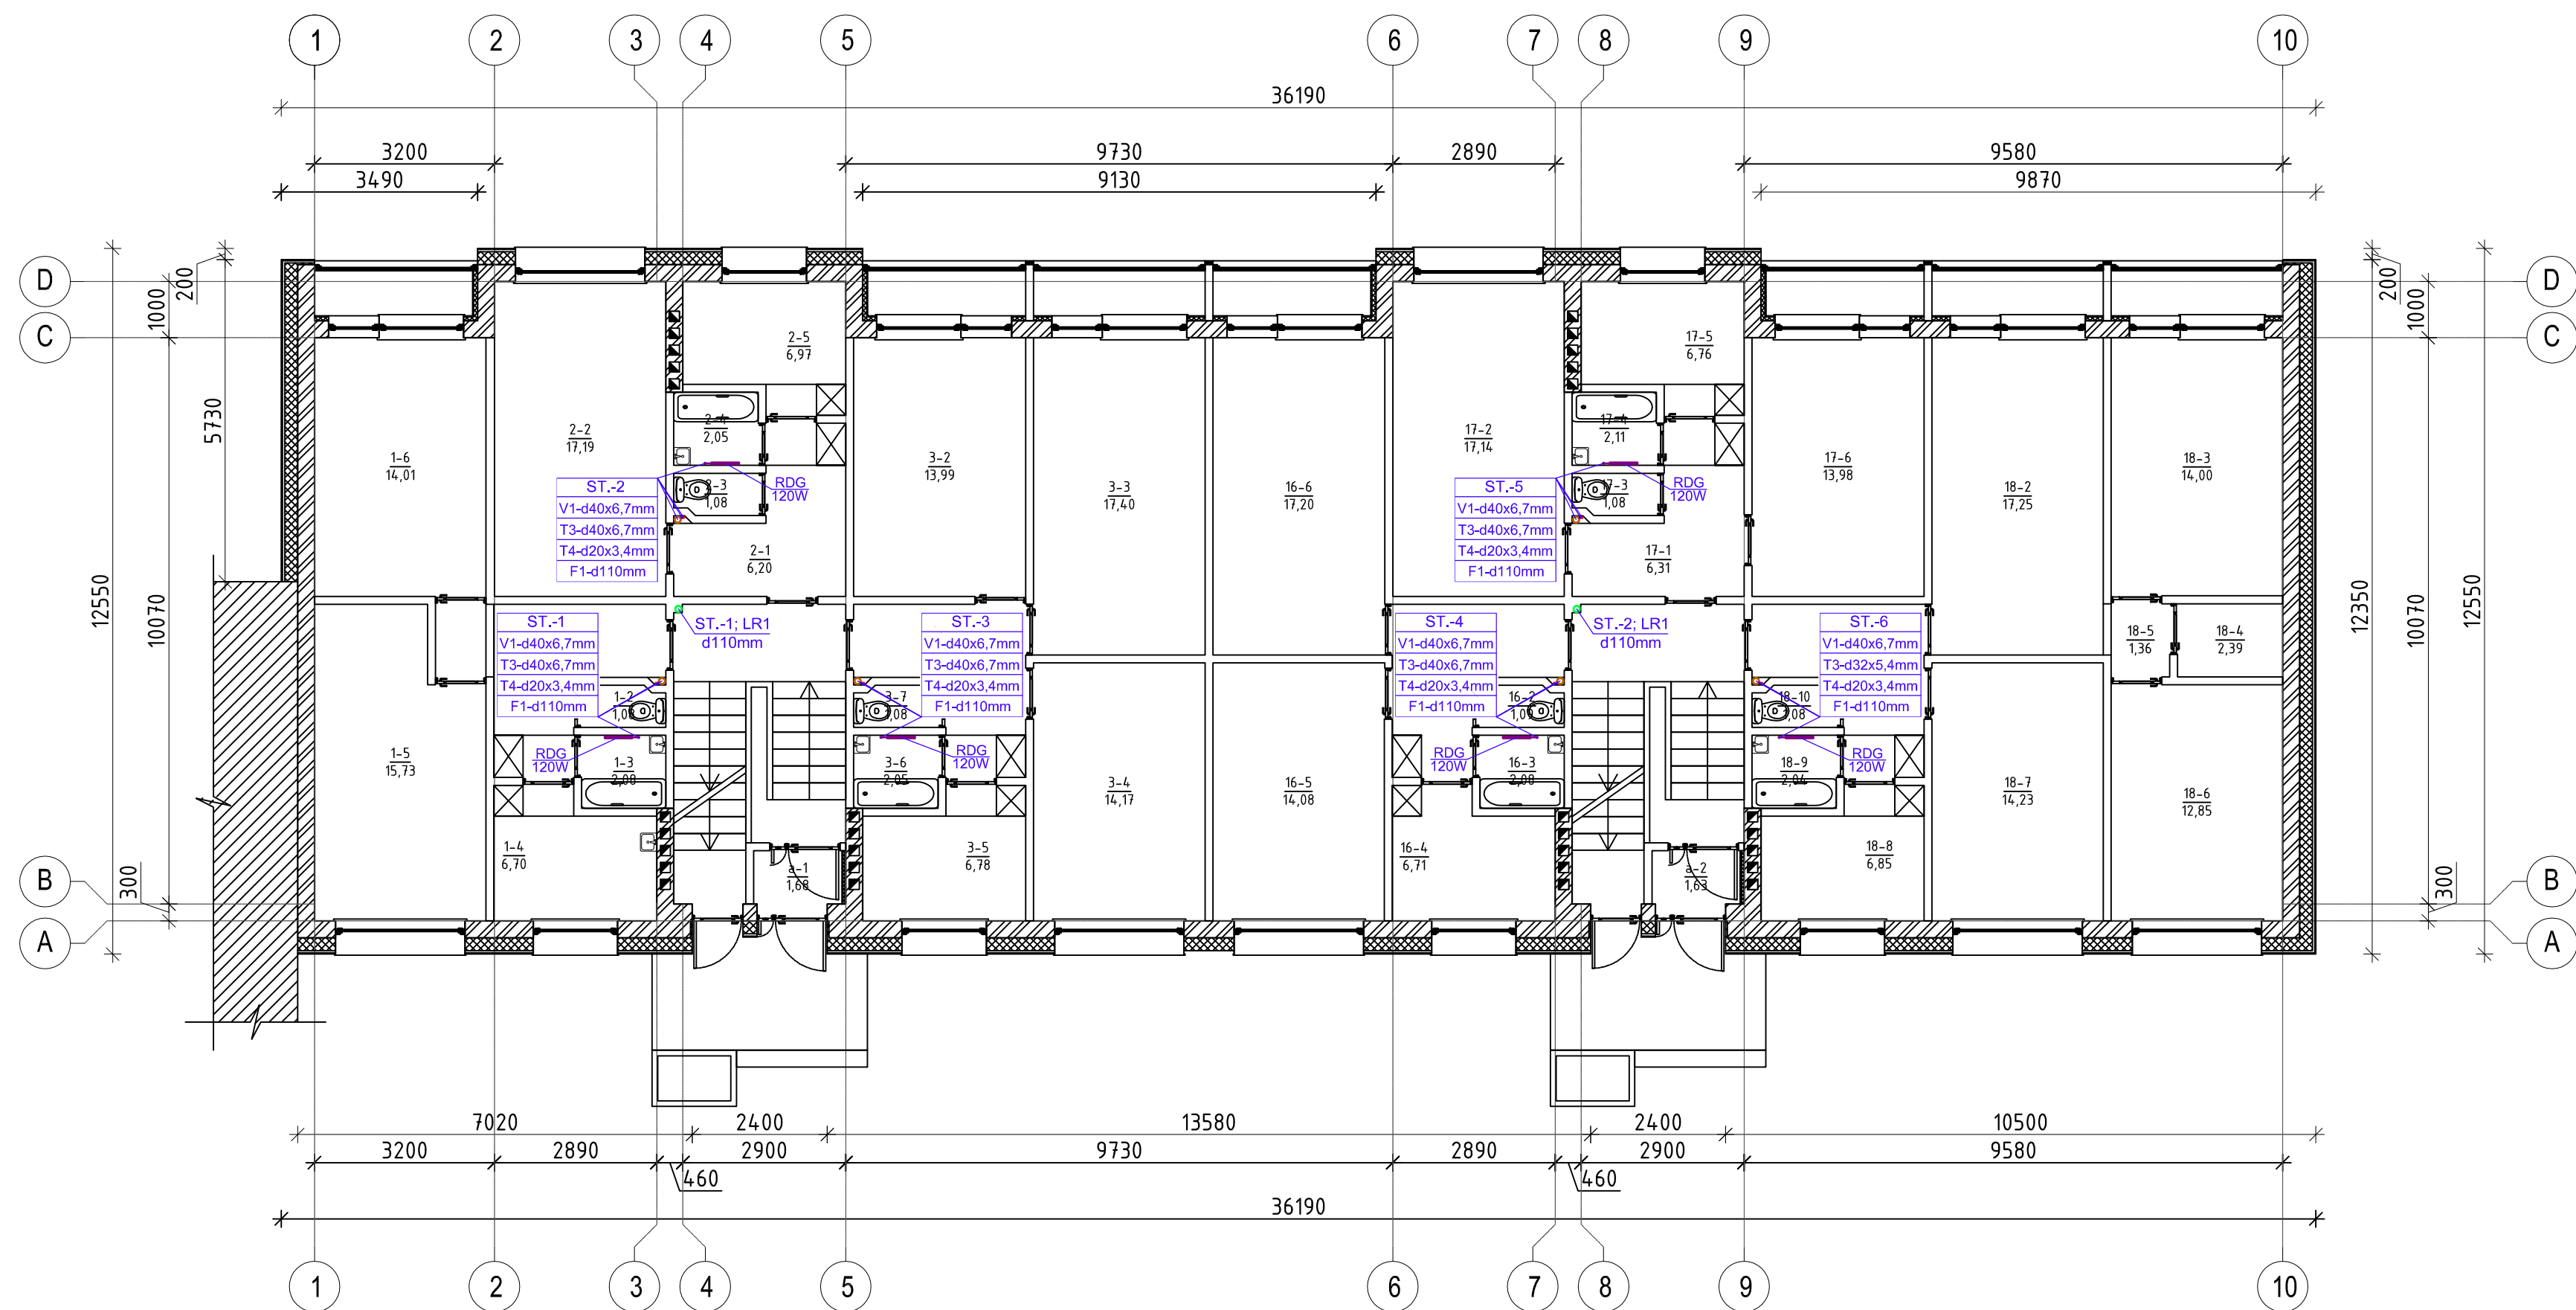 1 2 3 4 5 6 7 8 9 10
36190
3200 9730 2890 9580
3490 9130 9870
D D
C C
B B
A A
200
1000
5730
12550
10070
300
200
1000
12350
10070
12550
300
1-6
14,01
2-2
17,19
2-5
6,97
2-4
2,05
1,08
2-1
6,20
3-2
13,99
3-3
17,40
16-6
17,20
17-2
17,14
17-5
6,76
2,11
17-3
1,08
17-1
6,31
17-6
13,98
18-2
17,25
18-3
14,00
18-5
1,36
18-4
2,39
ST.-2
V1-d40x6,7mm
T3-d40x6,7mm
T4-d20x3,4mm
F1-d110mm
RDG
120W
ST.-5
V1-d40x6,7mm
T3-d40x6,7mm
T4-d20x3,4mm
F1-d110mm
RDG
120W
ST.-1
V1-d40x6,7mm
T3-d40x6,7mm
T4-d20x3,4mm
F1-d110mm
RDG
120W
ST.-1; LR1
d110mm
ST.-3
V1-d40x6,7mm
T3-d40x6,7mm
T4-d20x3,4mm
F1-d110mm
RDG
120W
ST.-4
V1-d40x6,7mm
T3-d40x6,7mm
T4-d20x3,4mm
F1-d110mm
RDG
120W
ST.-2; LR1
d110mm
ST.-6
V1-d40x6,7mm
T3-d32x5,4mm
T4-d20x3,4mm
F1-d110mm
RDG
120W
1-5
15,73
1-2
1-3
2,08
1-4
6,70
a-1
1,68
3-7
3-6
2,05
3-5
6,78
3-4
14,17
16-5
14,08
16-2
16-3
2,08
16-4
6,71
a-2
1,63
18-10
18-9
2,04
18-8
6,85
18-7
14,23
18-6
12,85
7020 2400 13580 2400 10500
3200 2890 2900 9730 2890 2900 9580
460 460
36190
1 2 3 4 5 6 7 8 9 10